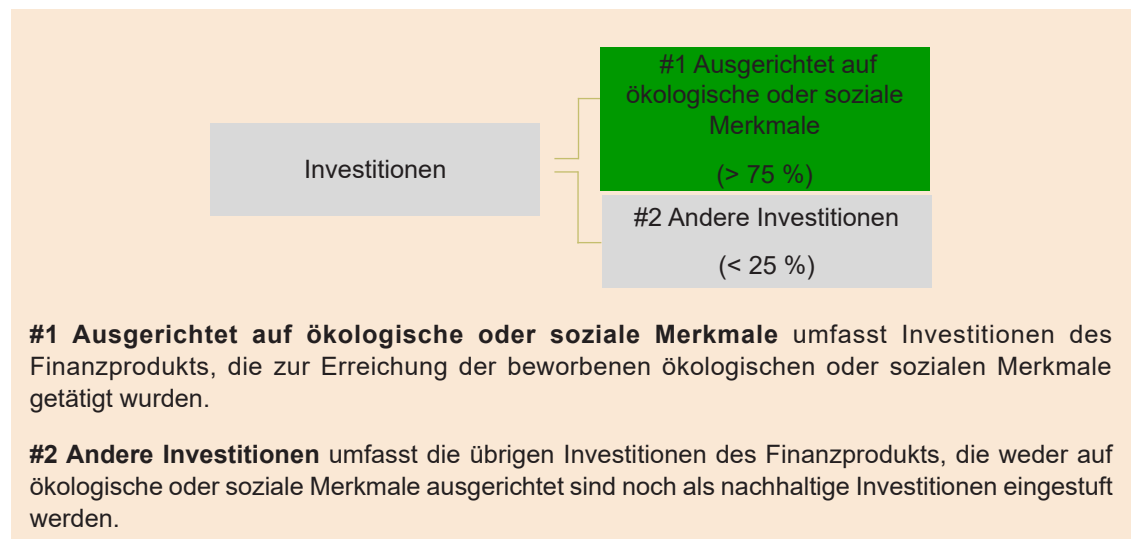 #1 Ausgerichtet auf
ökologische oder soziale
Merkmale
(> 75 %)
Investitionen
#2 Andere Investitionen
(< 25 %)
#1 Ausgerichtet auf ökologische oder soziale Merkmale umfasst Investitionen des
Finanzprodukts, die zur Erreichung der beworbenen ökologischen oder sozialen Merkmale
getätigt wurden.
#2 Andere Investitionen umfasst die übrigen Investitionen des Finanzprodukts, die weder auf
ökologische oder soziale Merkmale ausgerichtet sind noch als nachhaltige Investitionen eingestuft
werden.